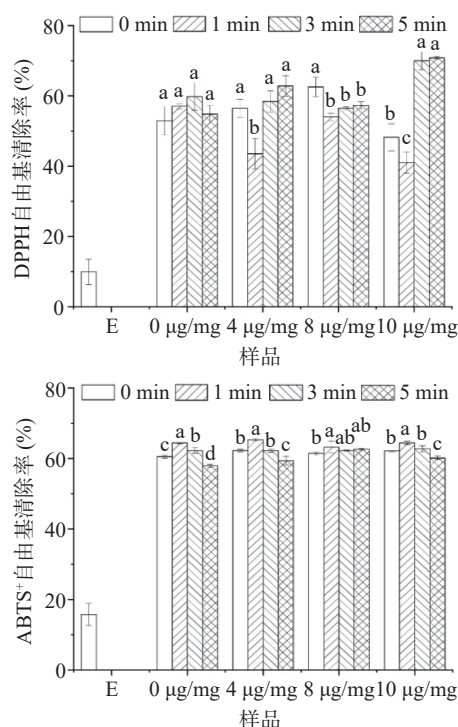 0 min 1 min 3 min 5 min
80
60
40
20
0
DPPH自由基清除率 (%)
a a a a
a b a a
a b b b
b c a a
E 0 μg/mg 4 μg/mg 8 μg/mg 10 μg/mg
样品
0 min 1 min 3 min 5 min
80
60
40
20
0
ABTS⁺自由基清除率 (%)
c a b d
b a b c
b a ab ab
b a b c
E 0 μg/mg 4 μg/mg 8 μg/mg 10 μg/mg
样品